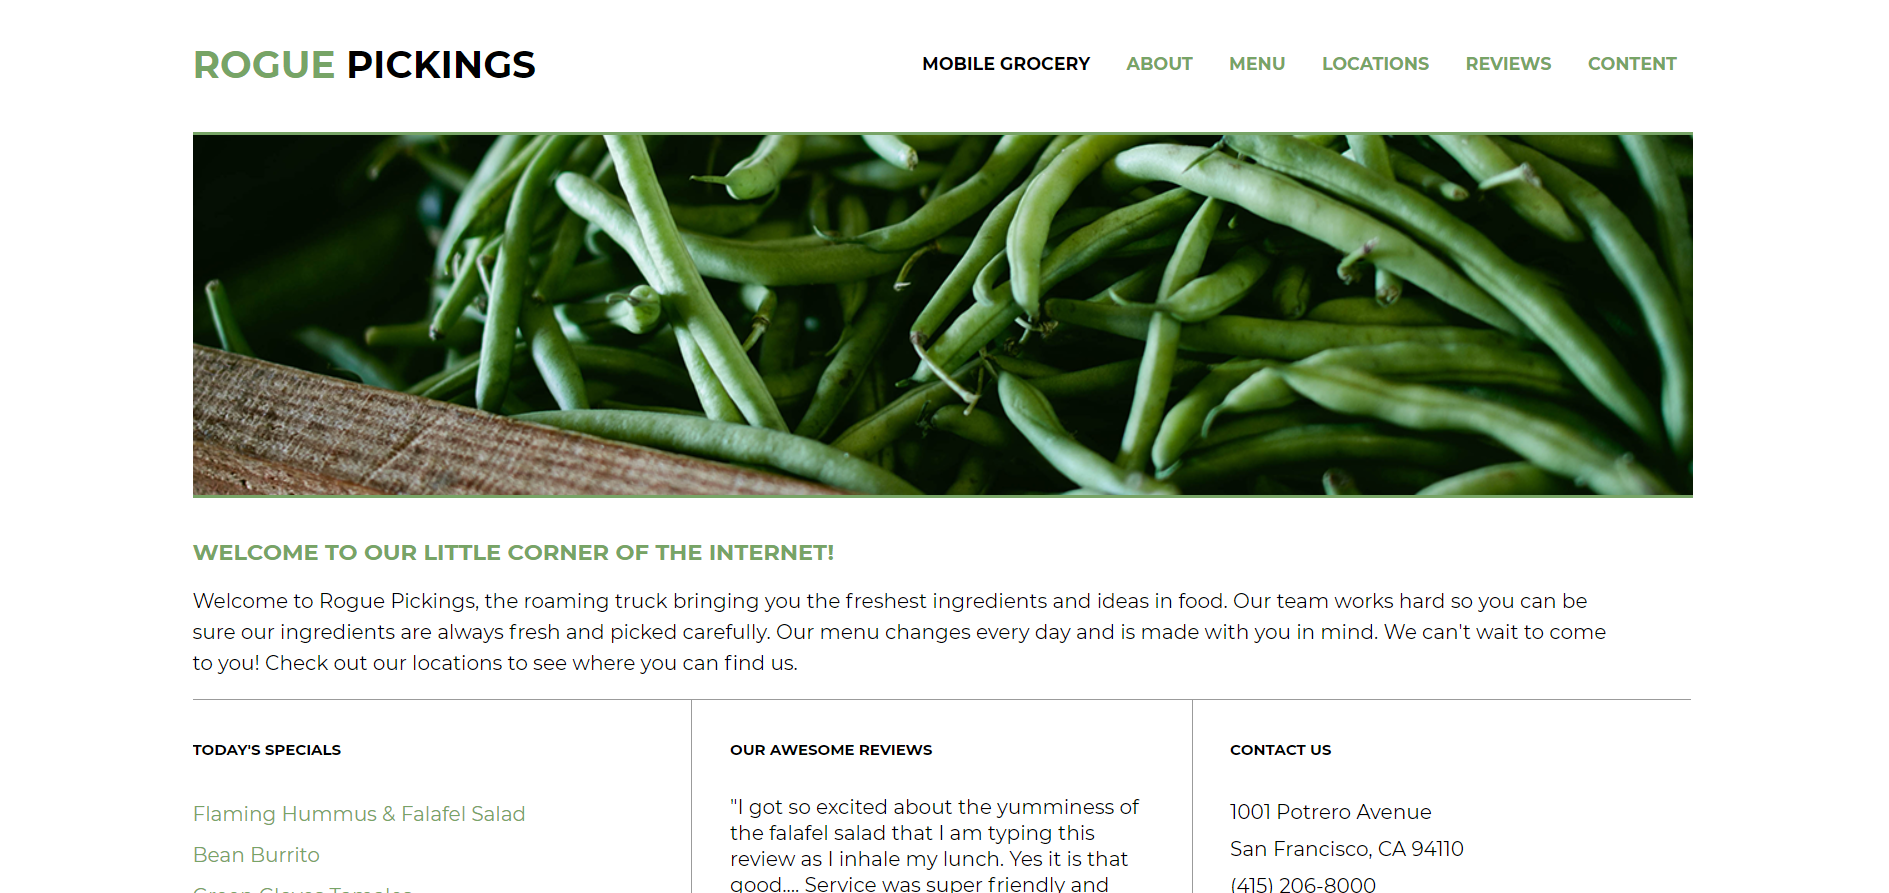 ROGUE PICKINGS
MOBILE GROCERY ABOUT MENU LOCATIONS REVIEWS CONTENT
WELCOME TO OUR LITTLE CORNER OF THE INTERNET!
Welcome to Rogue Pickings, the roaming truck bringing you the freshest ingredients and ideas in food. Our team works hard so you can be
sure our ingredients are always fresh and picked carefully. Our menu changes every day and is made with you in mind. We can't wait to come
to you! Check out our locations to see where you can find us.
TODAY'S SPECIALS
Flaming Hummus & Falafel Salad
Bean Burrito
OUR AWESOME REVIEWS
"I got so excited about the yumminess of
the falafel salad that I am typing this
review as I inhale my lunch. Yes it is that
good.... Service was super friendly and
CONTACT US
1001 Potrero Avenue
San Francisco, CA 94110
(415) 206-8000